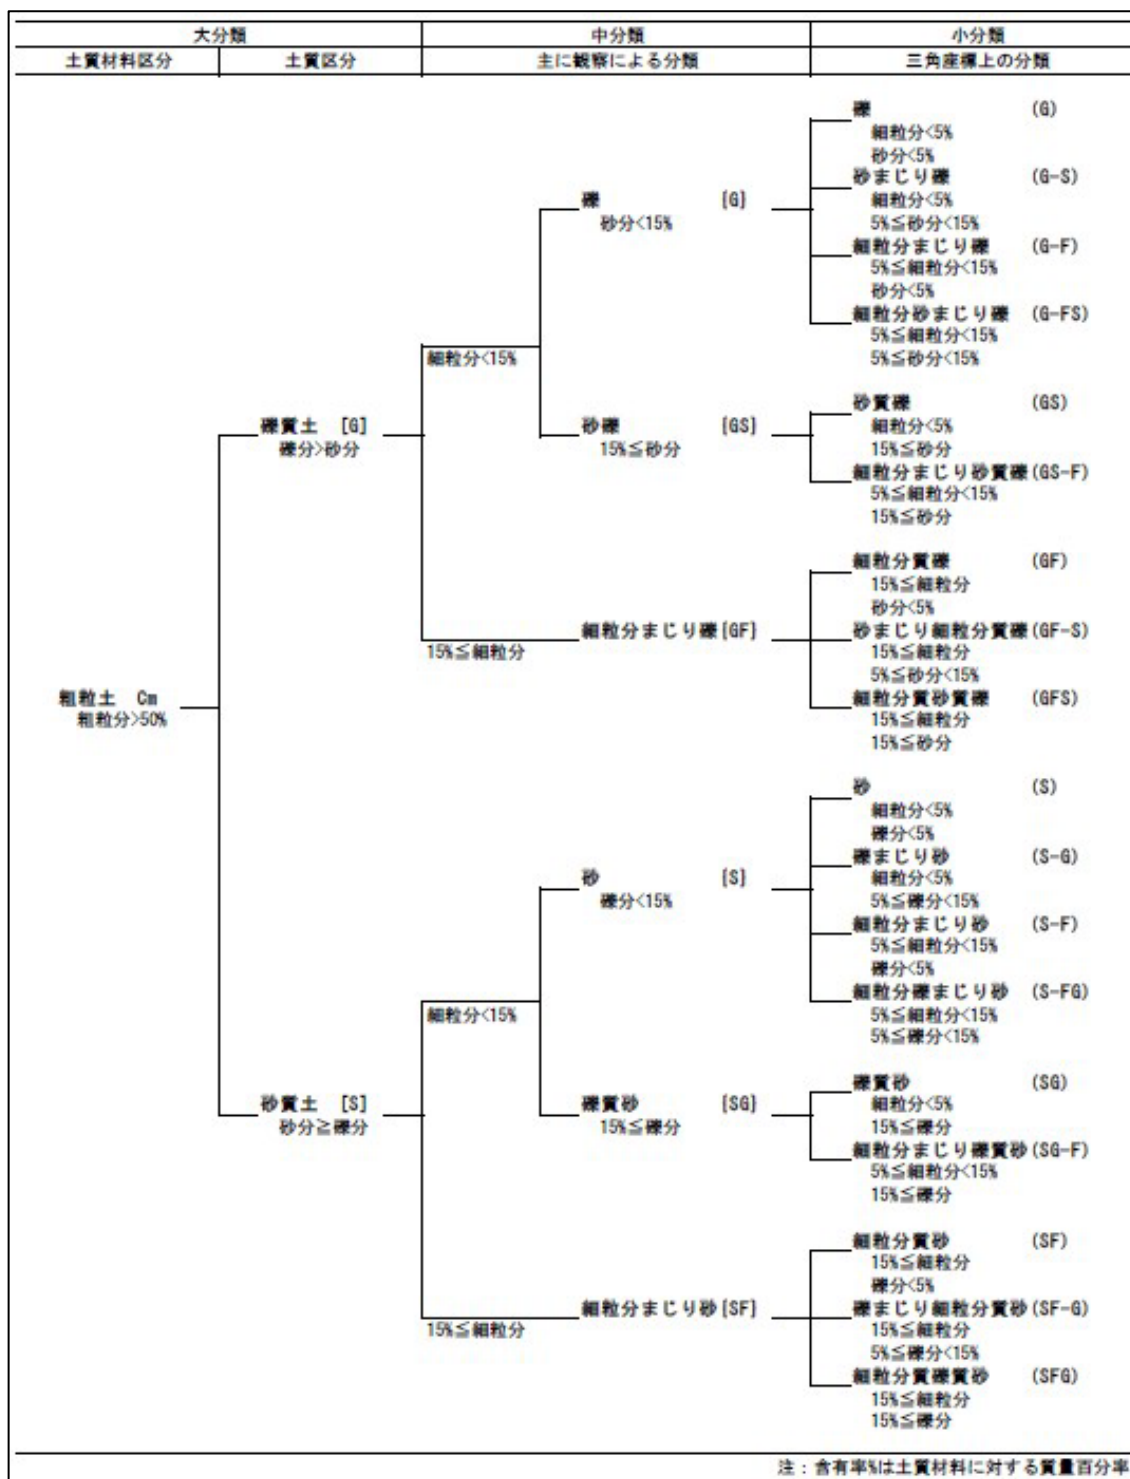 大分類 中分類 小分類
土質材料区分 土質区分 主に観察による分類 三角座標上の分類
礫 (G)
細粒分<5%
砂分<5%
砂まじり礫 (G-S)
細粒分<5%
5%≦砂分<15%
礫 {G}
砂分<15%
細粒分まじり礫 (G-F)
5%≦細粒分<15%
砂分<5%
細粒分砂まじり礫 (G-FS)
5%≦細粒分<15%
5%≦砂分<15%
細粒分<15%
礫質土 [G]
礫分>砂分
砂礫 {GS}
15%≦砂分
砂質礫 (GS)
細粒分<5%
15%≦砂分
細粒分まじり砂質礫(GS-F)
5%≦細粒分<15%
15%≦砂分
細粒分質礫 (GF)
15%≦細粒分
砂分<5%
15%≦細粒分
細粒分まじり礫{GF}
砂まじり細粒分質礫(GF-S)
15%≦細粒分
5%≦砂分<15%
細粒分質砂質礫 (GFS)
15%≦細粒分
15%≦砂分
粗粒土 Cm
粗粒分>50%
砂 (S)
細粒分<5%
礫分<5%
礫まじり砂 (S-G)
細粒分<5%
5%≦礫分<15%
砂 {S}
礫分<15%
細粒分まじり砂 (S-F)
5%≦細粒分<15%
礫分<5%
細粒分礫まじり砂 (S-FG)
5%≦細粒分<15%
5%≦礫分<15%
細粒分<15%
砂質土 [S]
砂分≧礫分
礫質砂 {SG}
15%≦礫分
礫質砂 (SG)
細粒分<5%
15%≦礫分
細粒分まじり礫質砂(SG-F)
5%≦細粒分<15%
15%≦礫分
細粒分質砂 (SF)
15%≦細粒分
礫分<5%
15%≦細粒分
細粒分まじり砂{SF}
礫まじり細粒分質砂(SF-G)
15%≦細粒分
5%≦礫分<15%
細粒分質礫質砂 (SFG)
15%≦細粒分
15%≦礫分
注：含有率%は土質材料に対する質量百分率